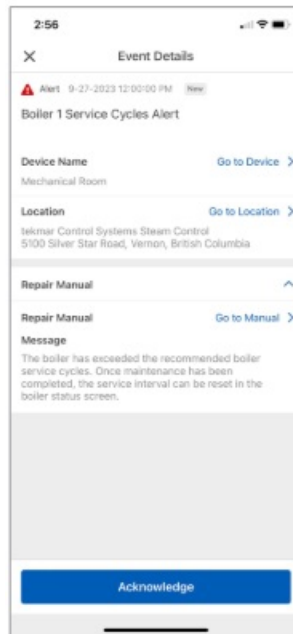 2:56
Event Details
Alert 9-27-2023 12:00:00 PM New
Boiler 1 Service Cycles Alert
Device Name Go to Device
Mechanical Room
Location Go to Location
tekmar Control Systems Steam Control
5100 Silver Star Road, Vernon, British Columbia
Repair Manual
Repair Manual Go to Manual
Message
The boiler has exceeded the recommended boiler
service cycles. Once maintenance has been
completed, the service interval can be reset in the
boiler status screen.
Acknowledge